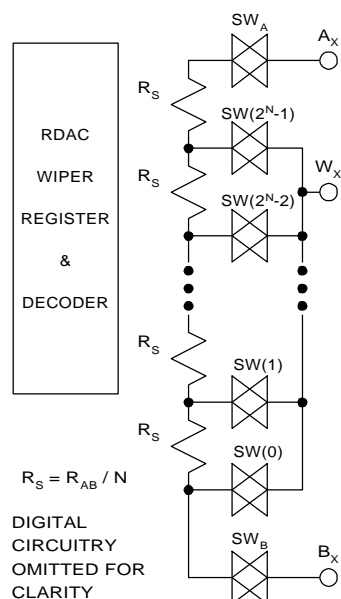 SW_A
A_X
R_S
SW(2^N-1)
RDAC
WIPER
REGISTER
&
DECODER
R_S
W_X
SW(2^N-2)
R_S
SW(1)
R_S
SW(0)
R_S = R_AB / N
DIGITAL
CIRCUITRY
OMITTED FOR
CLARITY
SW_B
B_X